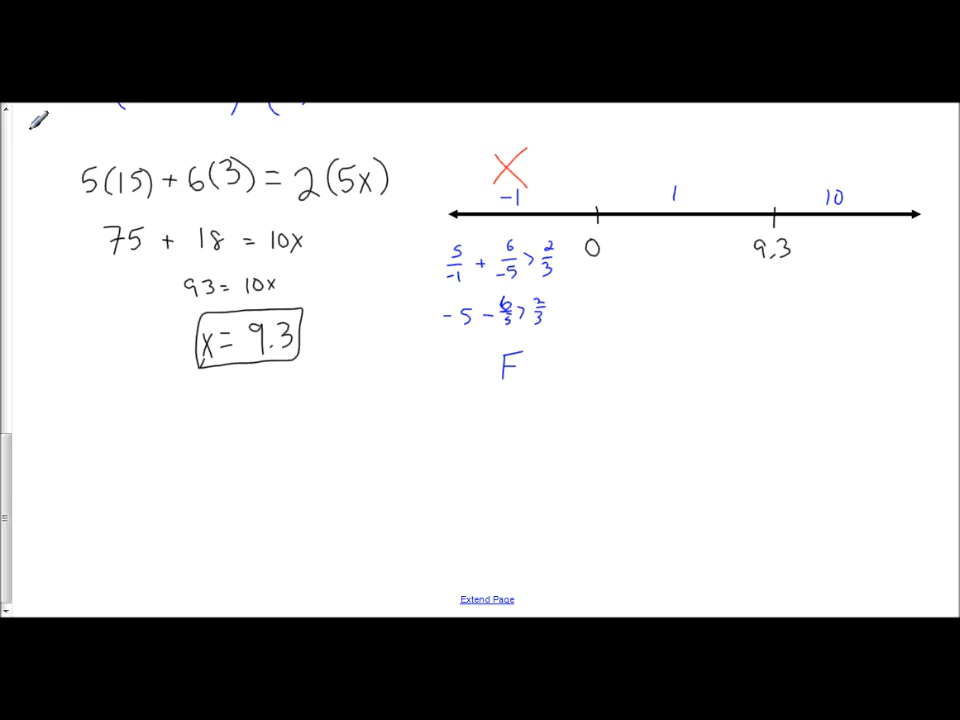 5(15) + 6(3) = 2(5x)
75 + 18 = 10x
93 = 10x
x = 9.3
-1 1 10
0 9.3
5/-1 + 6/-5 > 2/3
-5 - 6/5 > 2/3
F
Extend Page